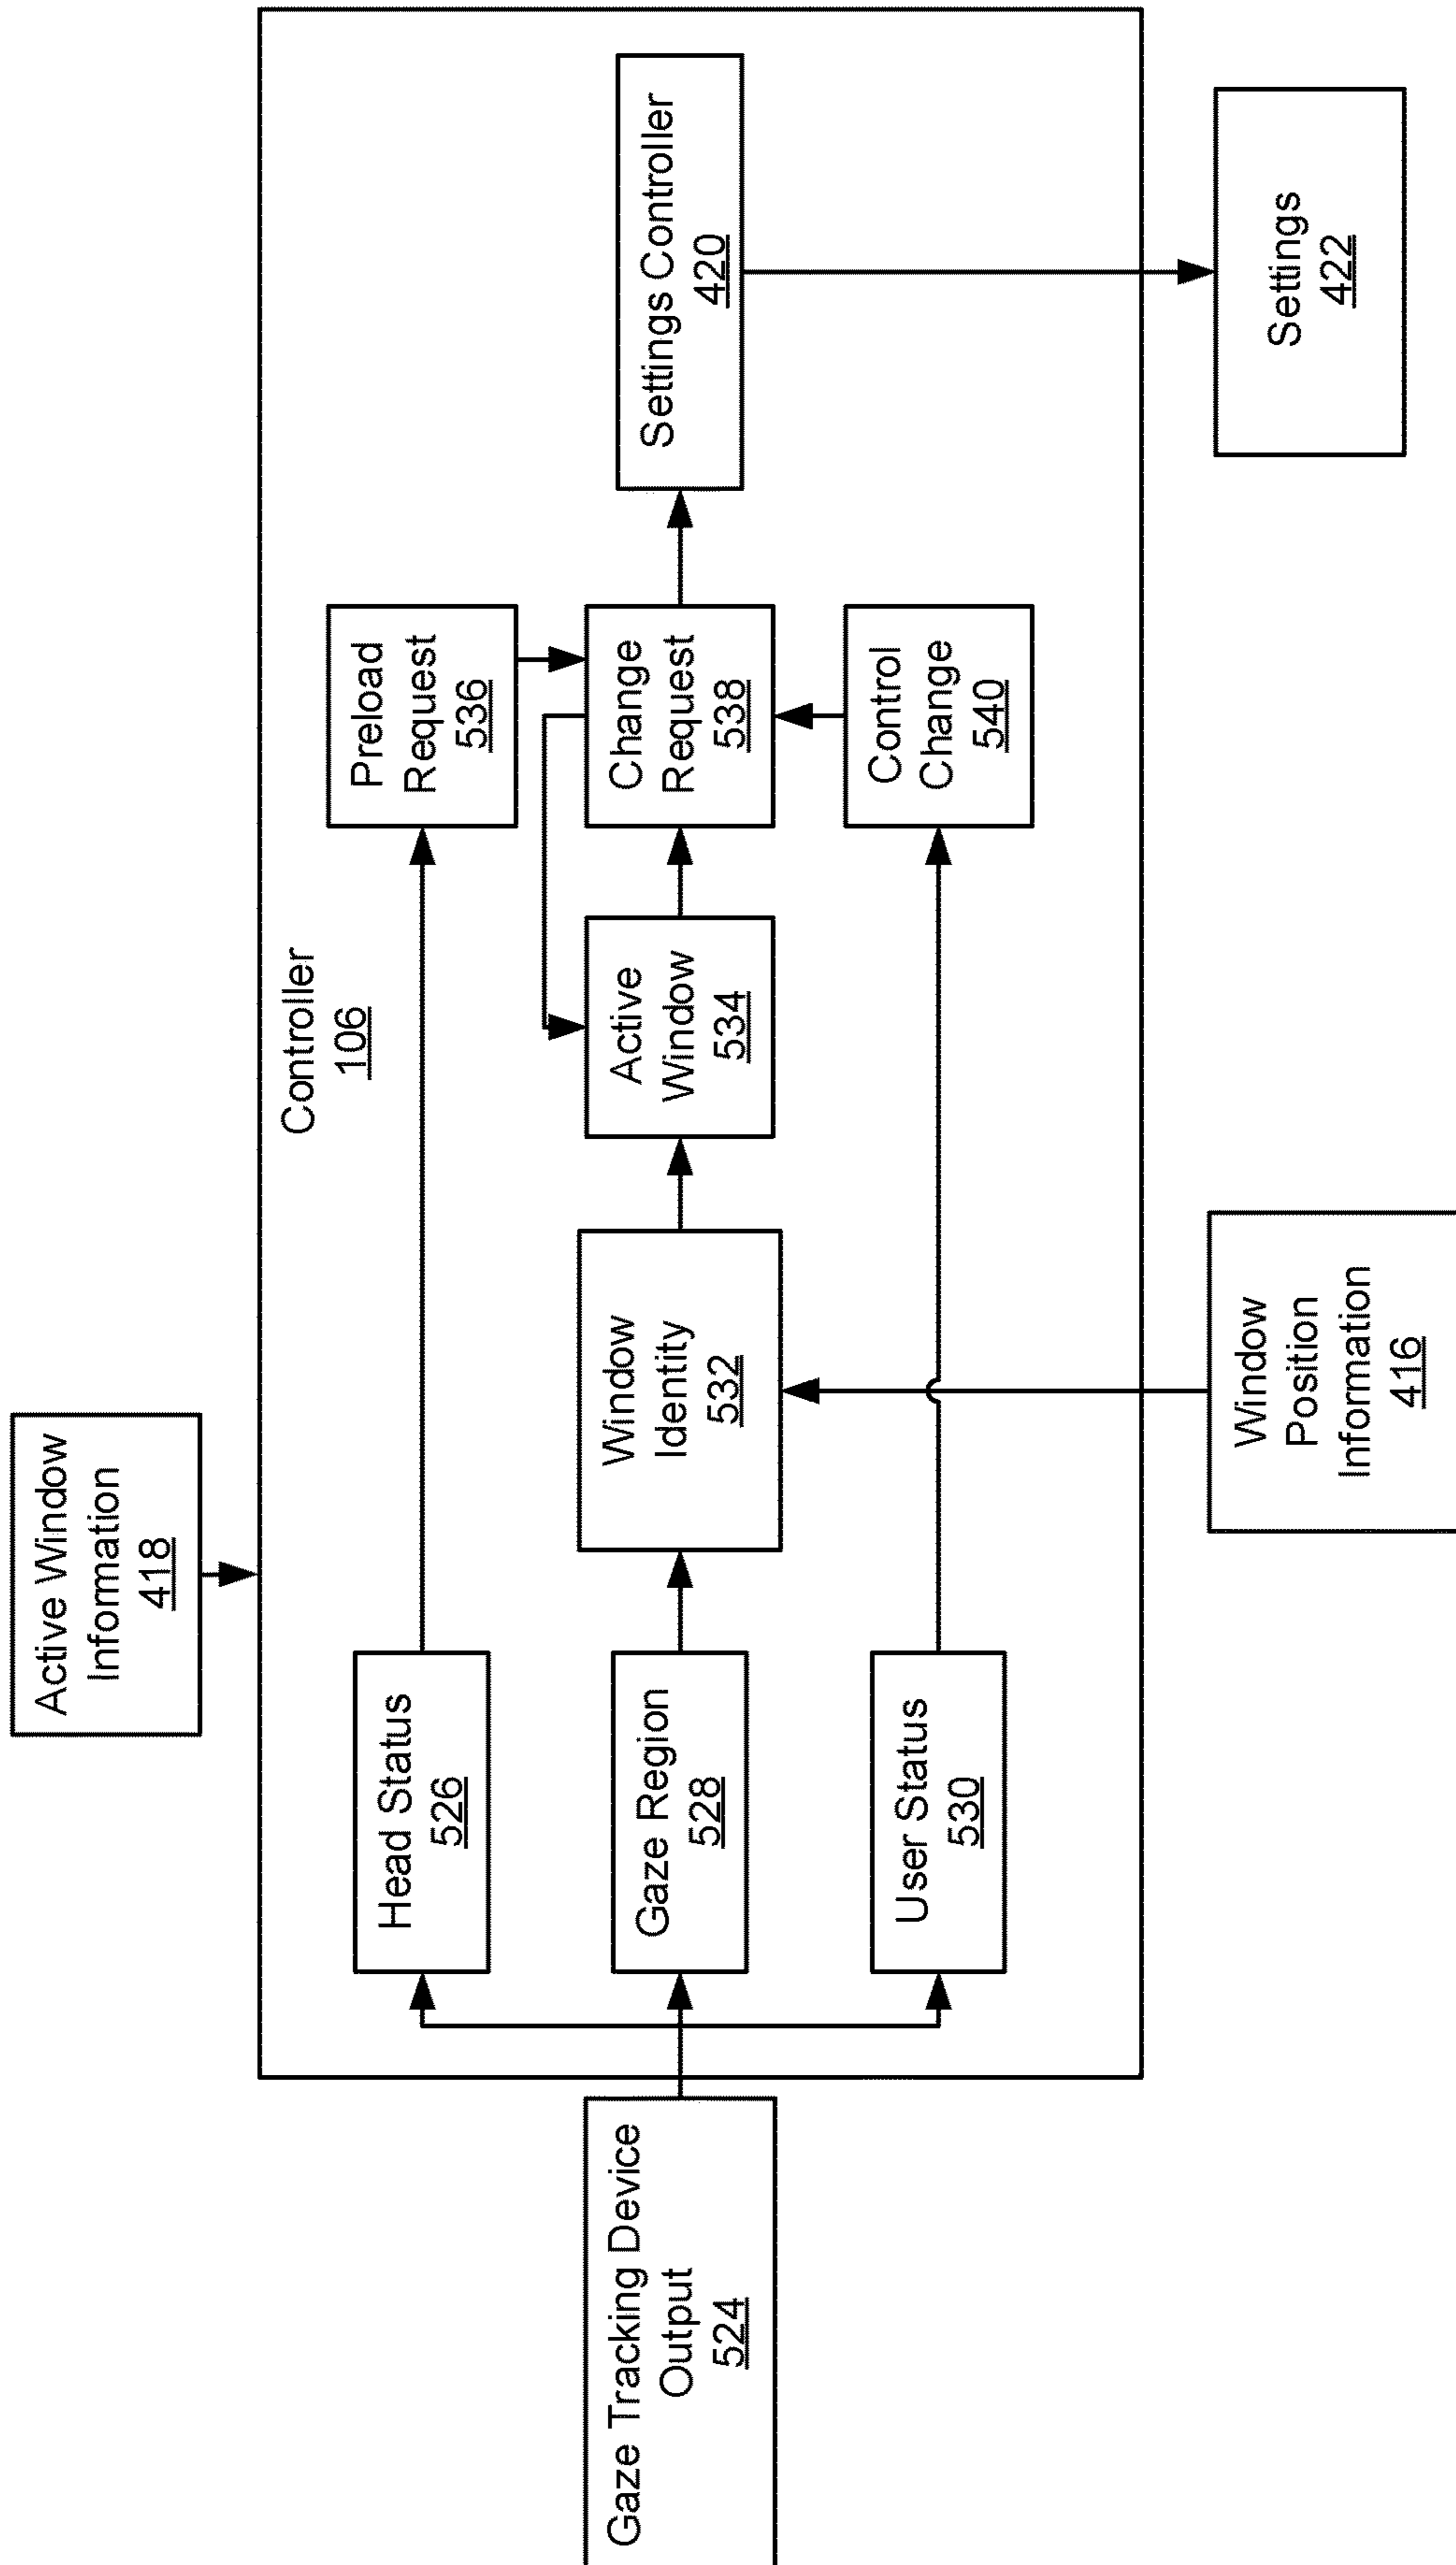 Active Window
Information
418
Controller
106
Gaze Tracking Device
Output
524
Head Status
526
Gaze Region
528
User Status
530
Window
Identity
532
Active
Window
534
Preload
Request
536
Change
Request
538
Control
Change
540
Settings Controller
420
Window
Position
Information
416
Settings
422